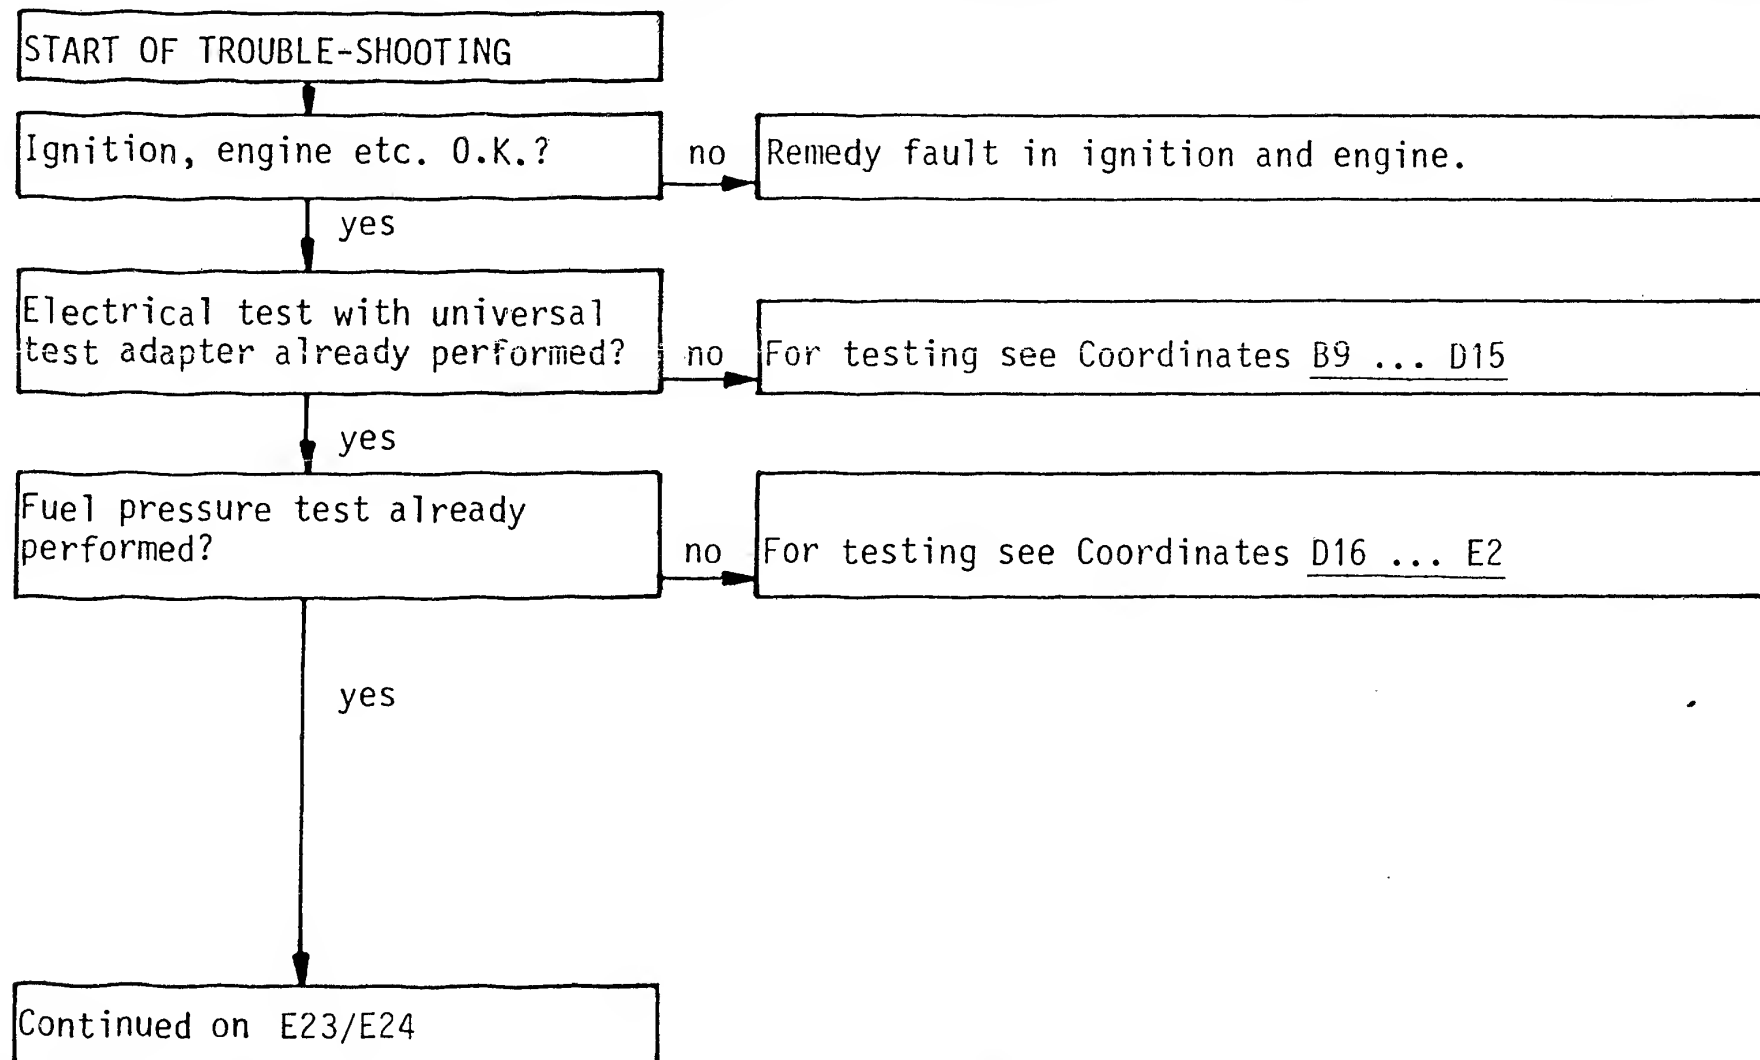 START OF TROUBLE-SHOOTING
Ignition, engine etc. O.K.?
no
Remedy fault in ignition and engine.
yes
Electrical test with universal
test adapter already performed?
no
For testing see Coordinates B9 ... D15
yes
Fuel pressure test already
performed?
no
For testing see Coordinates D16 ... E2
yes
Continued on E23/E24